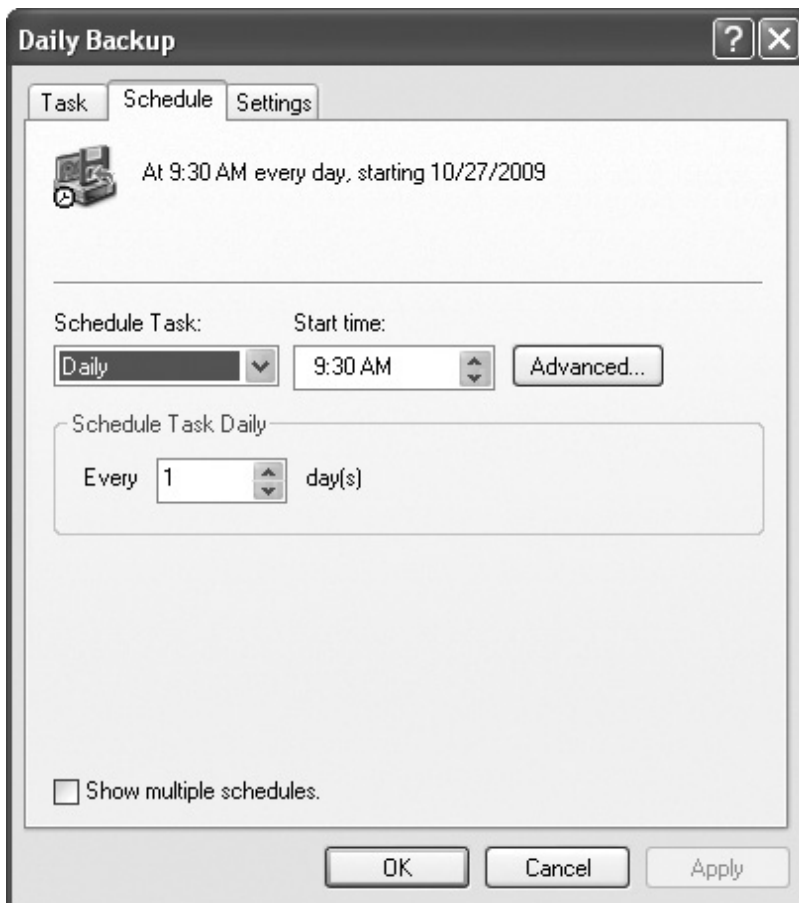 Daily Backup
Task Schedule Settings
At 9:30 AM every day, starting 10/27/2009
Schedule Task: Start time:
Daily 9:30 AM Advanced...
Schedule Task Daily
Every 1 day(s)
Show multiple schedules.
OK Cancel Apply